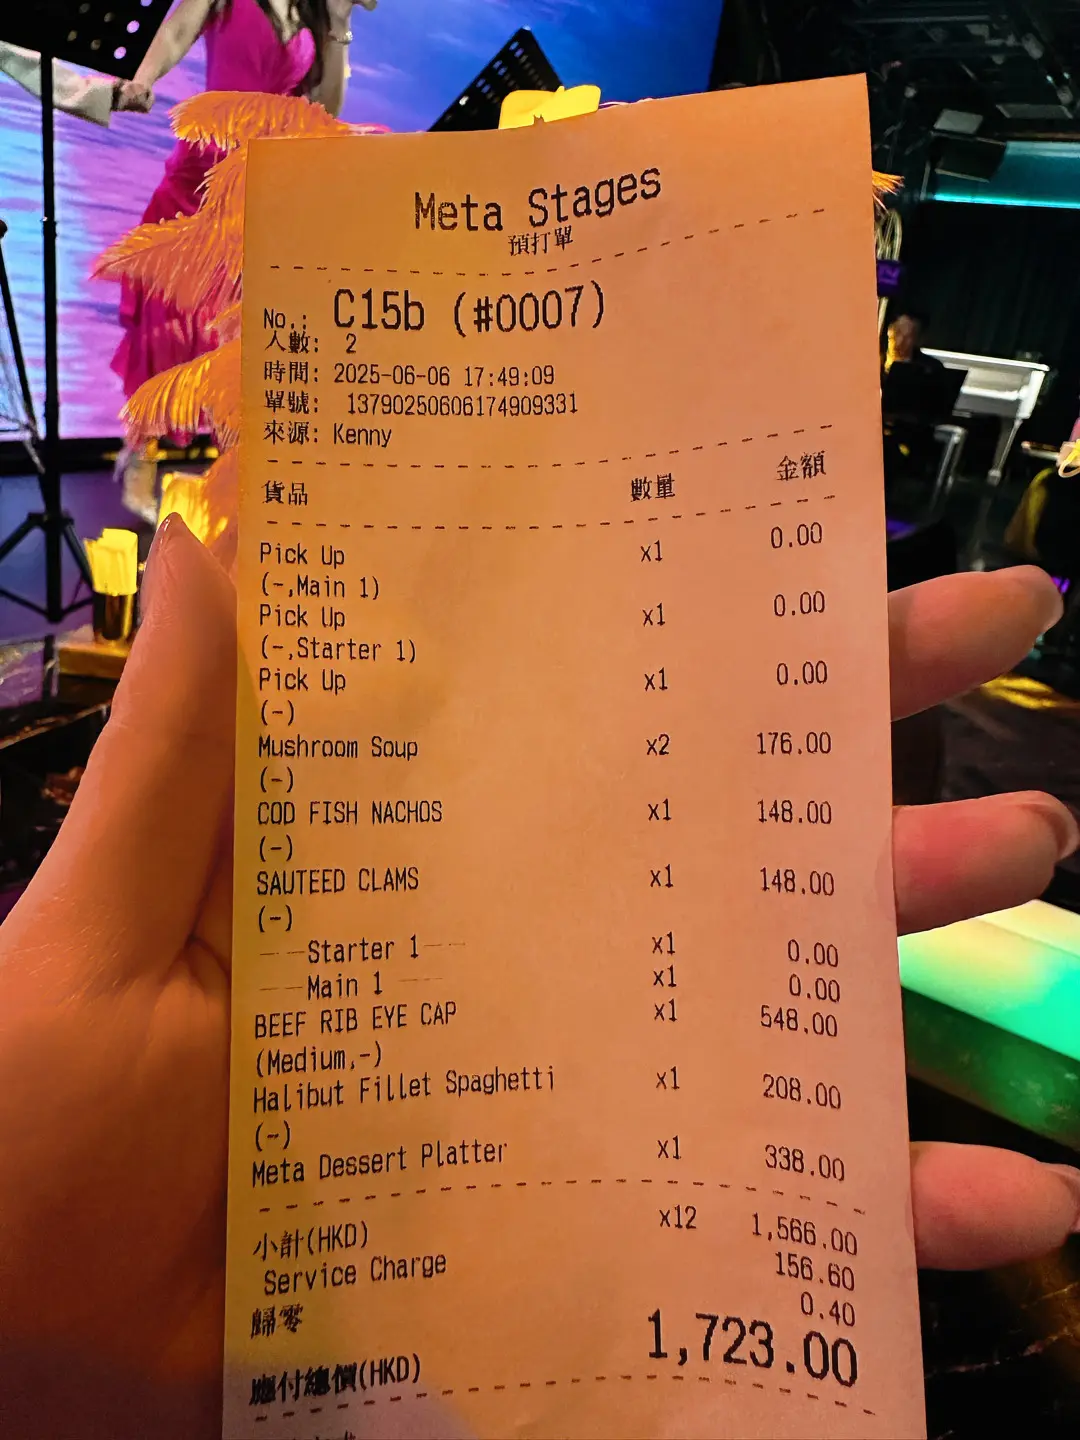 Meta Stages
預打單
No.: C15b (#0007)
人數: 2
時間: 2025-06-06 17:49:09
單號: 13790250606174909331
來源: Kenny
貨品 數量 金額
Pick Up x1 0.00
(-,Main 1)
Pick Up x1 0.00
(-,Starter 1)
Pick Up x1 0.00
(-)
Mushroom Soup x2 176.00
(-)
COD FISH NACHOS x1 148.00
(-)
SAUTEED CLAMS x1 148.00
(-)
——Starter 1—— x1 0.00
——Main 1—— x1 0.00
BEEF RIB EYE CAP x1 548.00
(Medium,-)
Halibut Fillet Spaghetti x1 208.00
(-)
Meta Dessert Platter x1 338.00
小計(HKD) x12 1,566.00
Service Charge 156.60
歸零 0.40
應付總價(HKD) 1,723.00